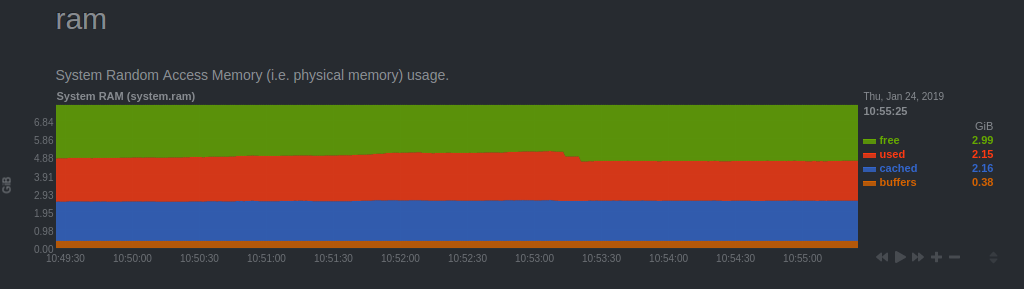 ram
System Random Access Memory (i.e. physical memory) usage.
System RAM (system.ram)
Thu, Jan 24, 2019
10:55:25
GiB
free 2.99
used 2.15
cached 2.16
buffers 0.38
GiB
6.84
5.86
4.88
3.91
2.93
1.95
0.98
0.00
10:49:30 10:50:00 10:50:30 10:51:00 10:51:30 10:52:00 10:52:30 10:53:00 10:53:30 10:54:00 10:54:30 10:55:00